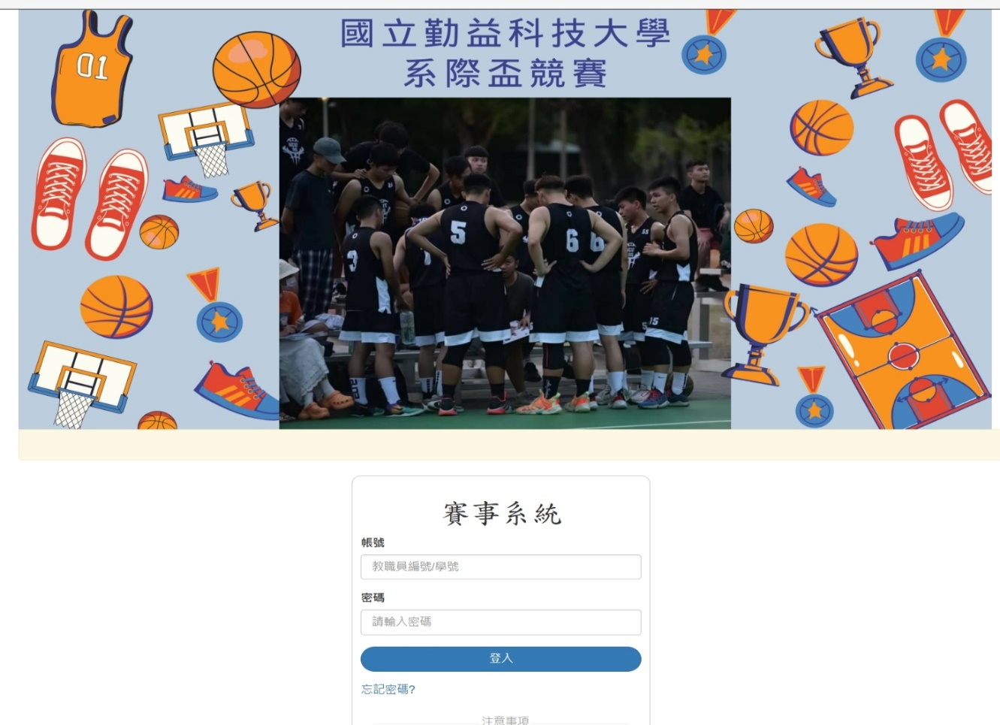 國立勤益科技大學
系際盃競賽
01
5
6
6
3
55
15
賽事系統
帳號
教職員編號/學號
密碼
請輸入密碼
登入
忘記密碼?
注意事項